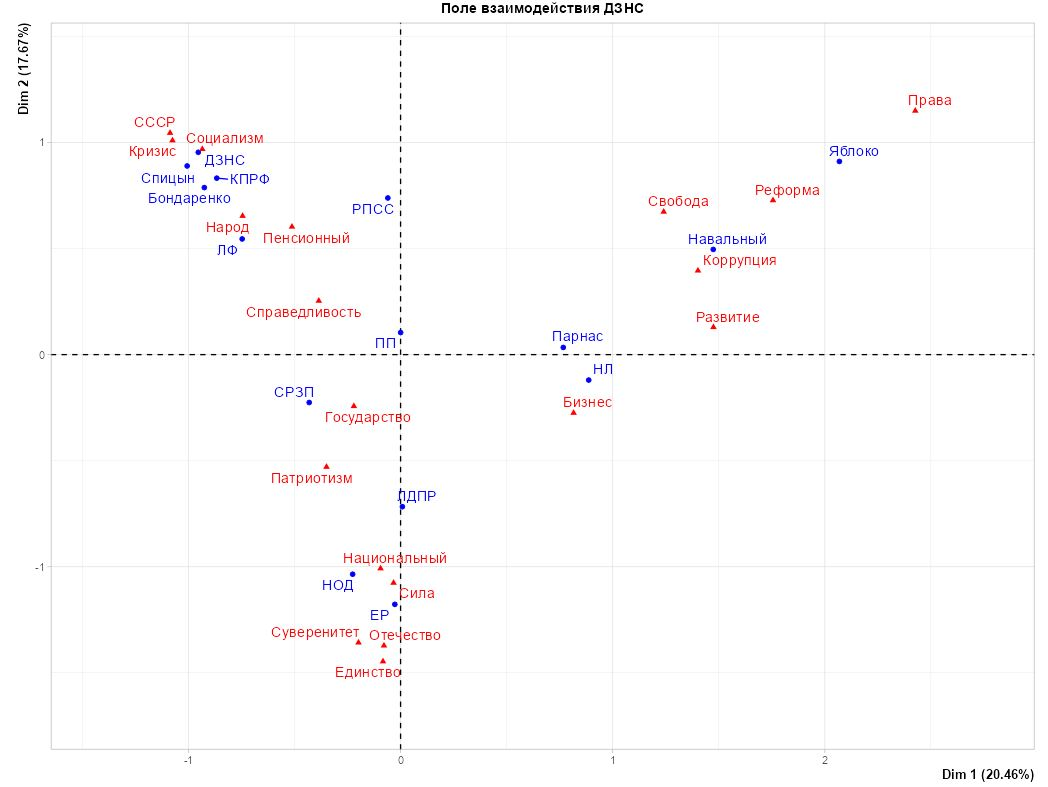 Поле взаимодействия ДЗНС
Dim 2 (17.67%)
Права
СССР
Социализм
Кризис
ДЗНС
Яблоко
Спицын
КПРФ
Бондаренко
Реформа
РПСС
Свобода
Народ
Пенсионный
Навальный
ЛФ
Коррупция
Справедливость
Развитие
ПП
Парнас
НЛ
СРЗП
Бизнес
Государство
Патриотизм
ЛДПР
Национальный
НОД
Сила
ЕР
Суверенитет
Отечество
Единство
1
0
-1
-1
0
1
2
Dim 1 (20.46%)